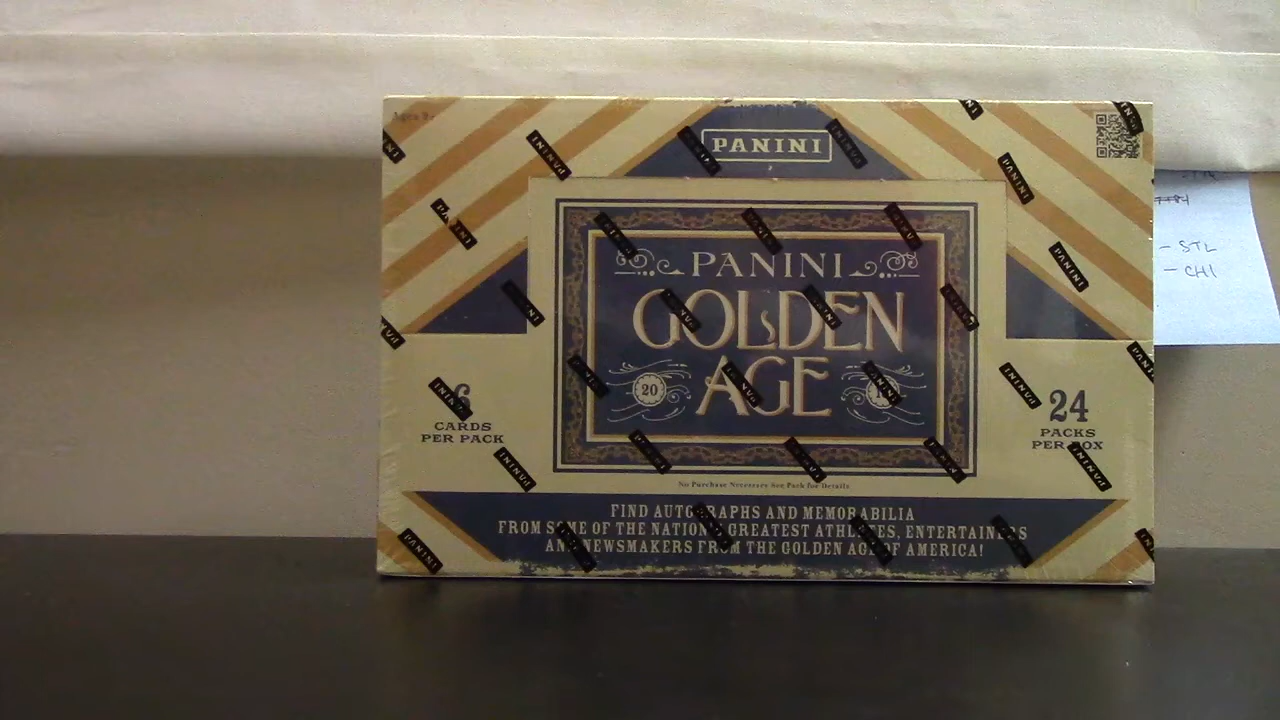 Ages 8+
PANINI
PANINI
GOLDEN
AGE
20
6
CARDS
PER PACK
24
PACKS
PER BOX
No Purchase Necessary See Pack for Details
FIND AUTOGRAPHS AND MEMORABILIA
FROM SOME OF THE NATION'S GREATEST ATHLETES, ENTERTAINERS
AND NEWSMAKERS FROM THE GOLDEN AGE OF AMERICA!
- STL
- CHI